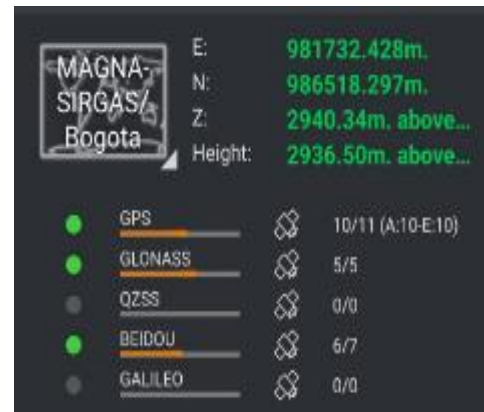 MAGNA-
SIRGAS/
Bogota
E: 981732.428m.
N: 986518.297m.
Z: 2940.34m. above...
Height: 2936.50m. above...
GPS 10/11 (A:10-E:10)
GLONASS 5/5
QZSS 0/0
BEIDOU 6/7
GALILEO 0/0